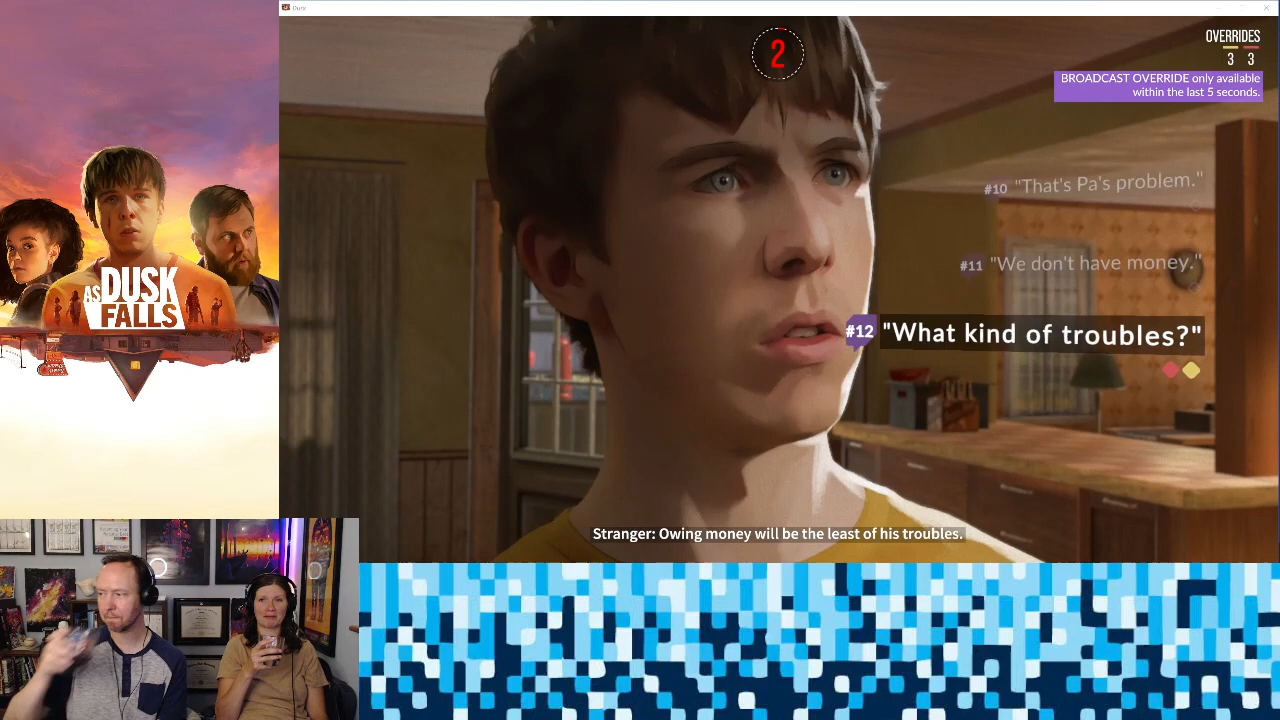 Dusk
2
OVERRIDES
3 3
BROADCAST OVERRIDE only available
within the last 5 seconds.
#10 "That's Pa's problem."
#11 "We don't have money."
#12 "What kind of troubles?"
AS DUSK
FALLS
Stranger: Owing money will be the least of his troubles.